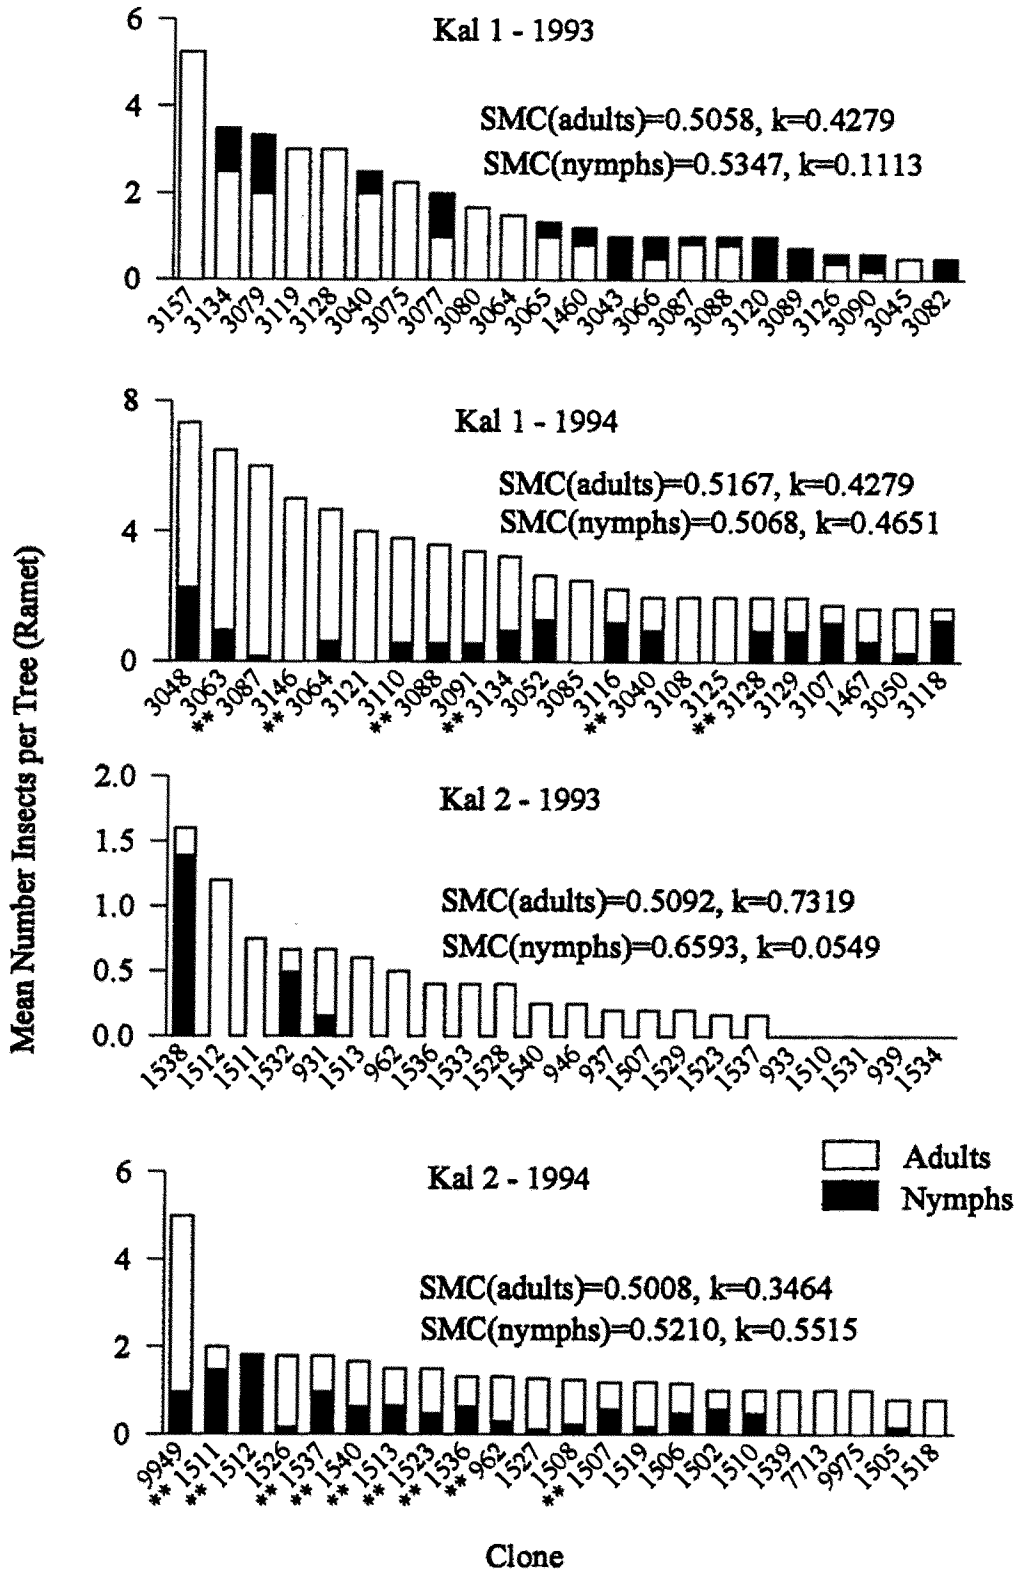 Mean Number Insects per Tree (Ramet)
Kal 1 - 1993
SMC(adults)=0.5058, k=0.4279
SMC(nymphs)=0.5347, k=0.1113
6
4
2
0
3157 3134 3079 3119 3128 3040 3075 3077 3080 3064 3065 1460 3043 3066 3087 3088 3120 3089 3126 3090 3045 3082
Kal 1 - 1994
SMC(adults)=0.5167, k=0.4279
SMC(nymphs)=0.5068, k=0.4651
8
4
0
3048 3063 ** 3087 3146 ** 3064 3121 3110 ** 3088 3091 ** 3134 3052 3085 3116 ** 3040 3108 3125 ** 3128 3129 3107 1467 3050 3118
Kal 2 - 1993
SMC(adults)=0.5092, k=0.7319
SMC(nymphs)=0.6593, k=0.0549
2.0
1.5
1.0
0.5
0.0
1538 1512 1511 1532 931 1513 962 1536 1533 1528 1540 946 937 1507 1529 1523 1537 933 1510 1531 939 1534
Adults
Nymphs
Kal 2 - 1994
SMC(adults)=0.5008, k=0.3464
SMC(nymphs)=0.5210, k=0.5515
6
4
2
0
9949 ** 1511 ** 1512 1526 ** 1537 ** 1540 ** 1513 ** 1523 ** 1536 ** 962 1527 1508 ** 1507 1519 1506 1502 1510 1539 7713 9975 1505 1518
Clone